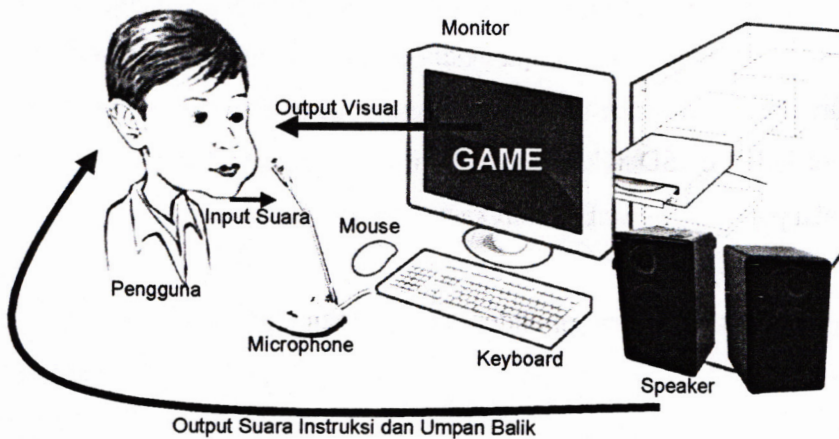 Monitor
Output Visual
GAME
Input Suara
Mouse
Pengguna
Microphone
Keyboard
Speaker
Output Suara Instruksi dan Umpan Balik